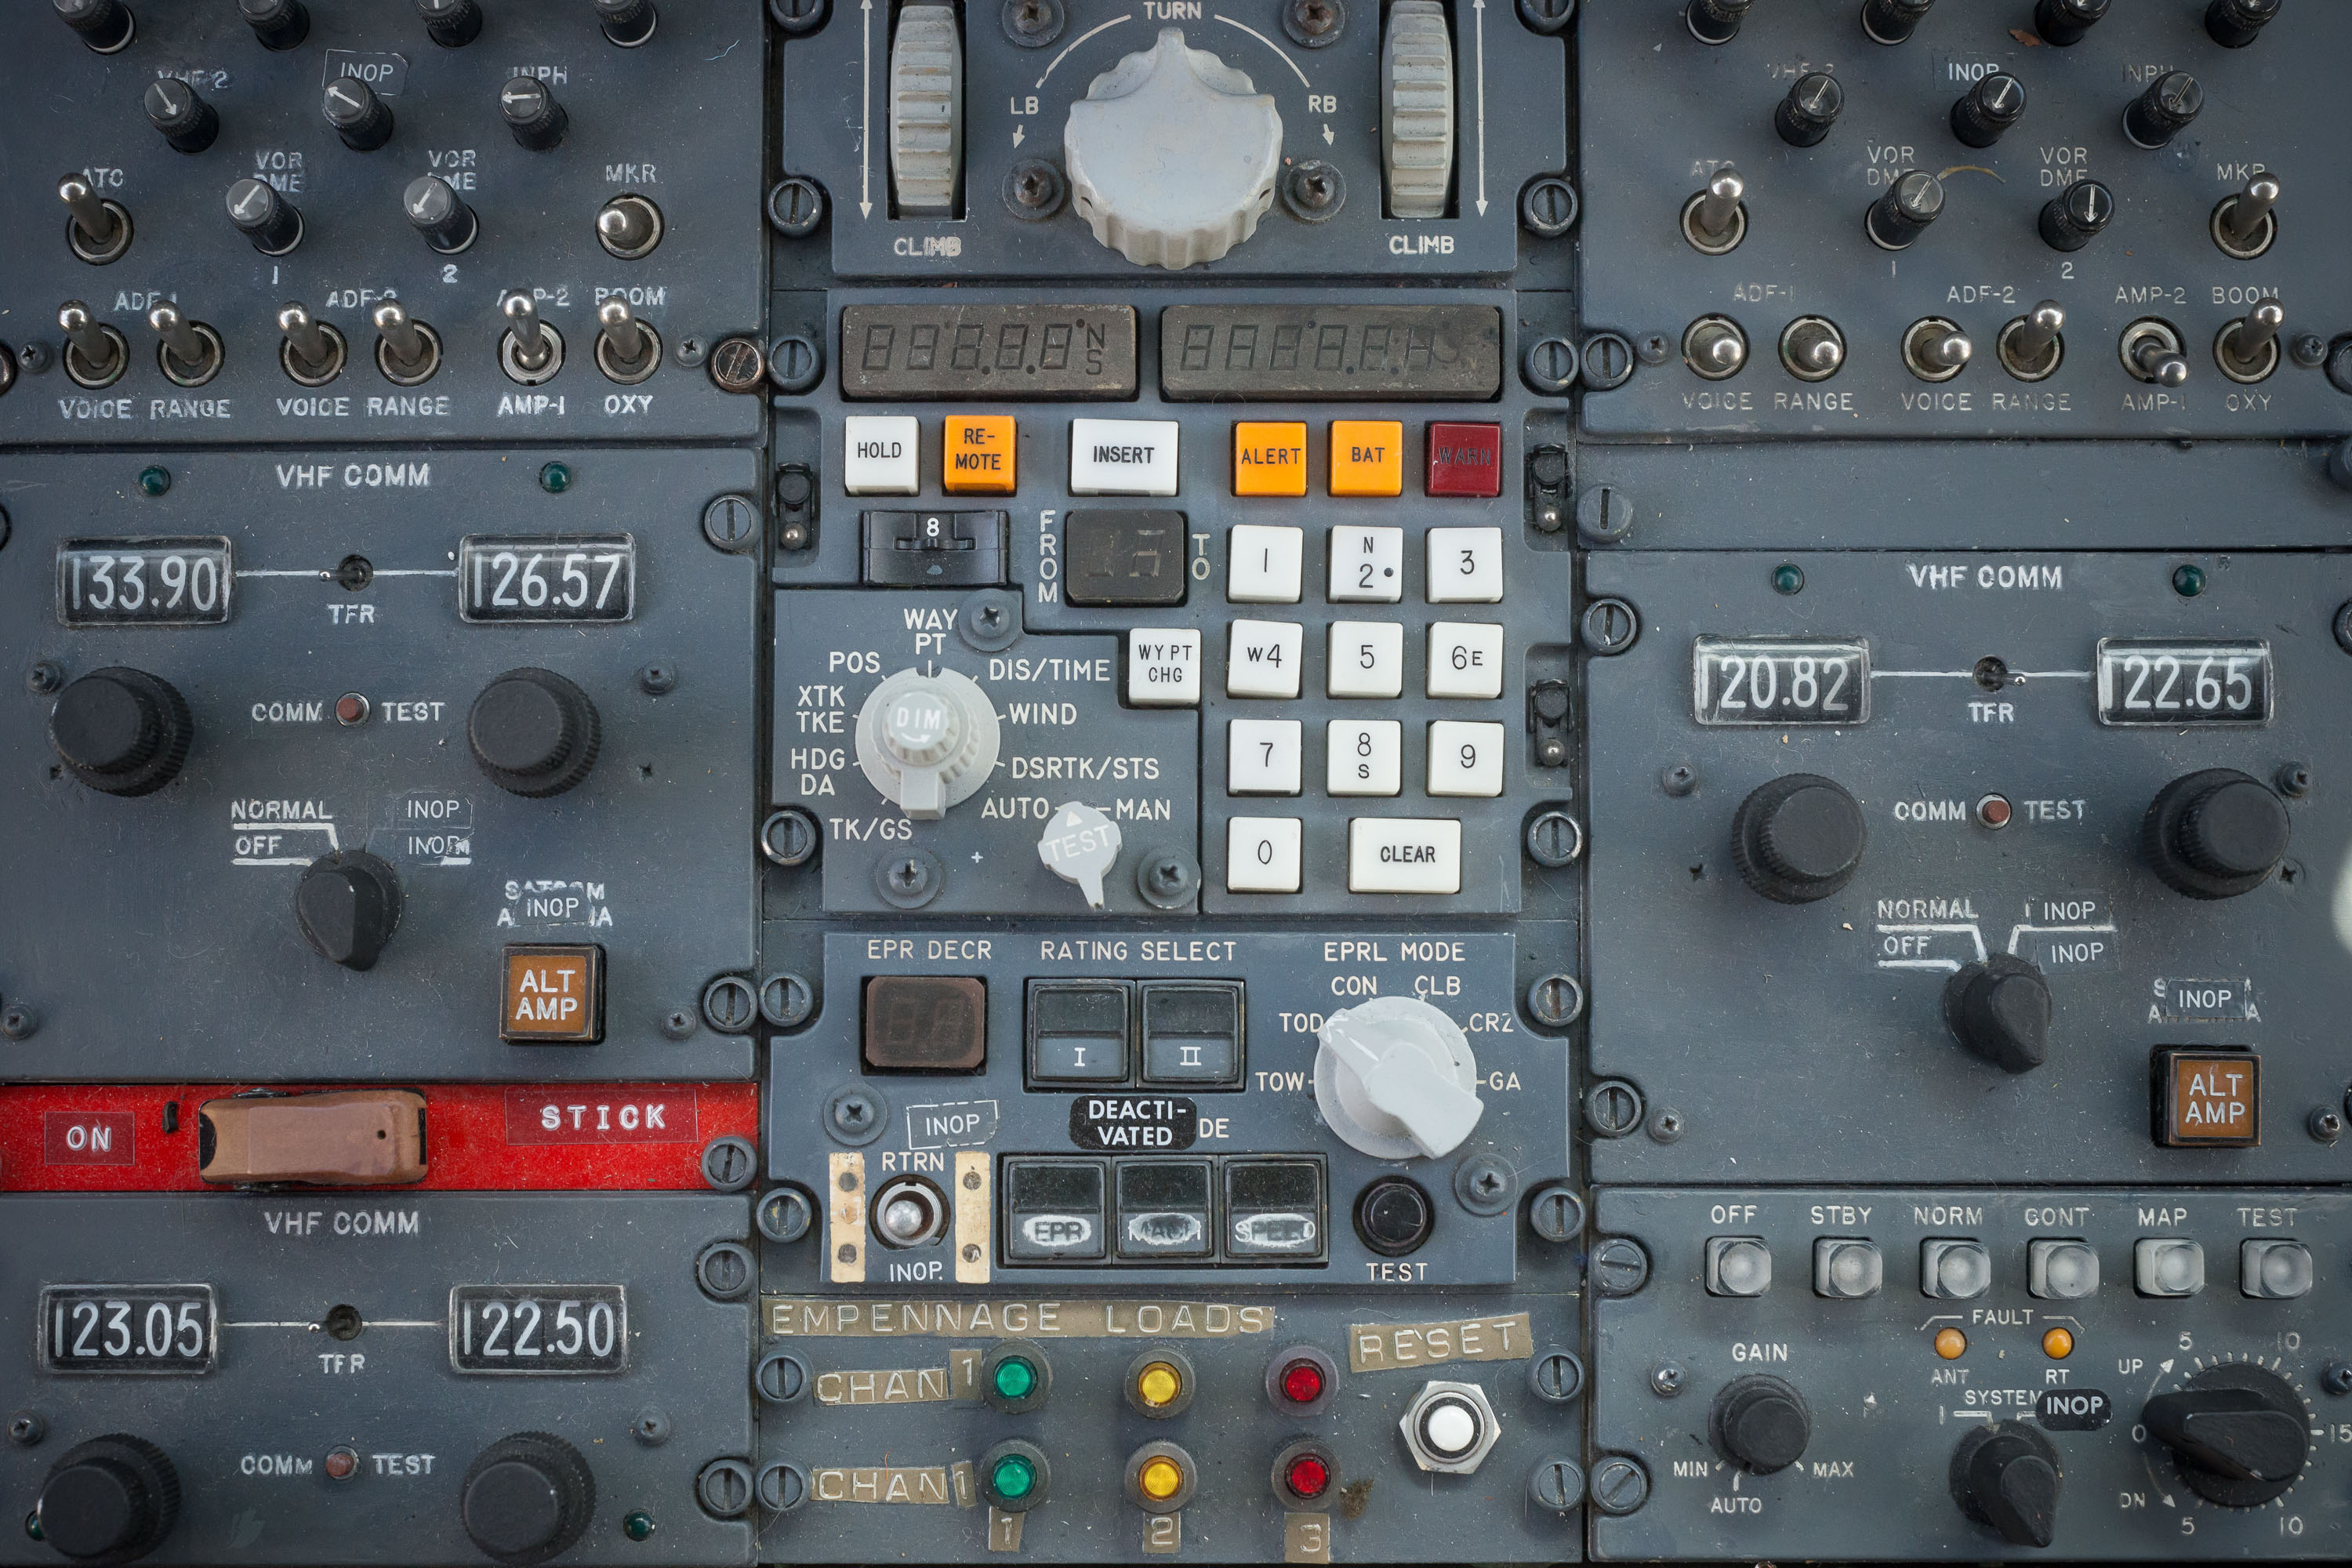 VHF-2
INOP
INPH
ATC
VOR
DME
VOR
DME
MKR
1
2
ADF-1
ADF-2
AMP-2
BOOM
VOICE
RANGE
VOICE
RANGE
AMP-1
OXY
VHF COMM
133.90
126.57
TFR
COMM
TEST
NORMAL
OFF
INOP
INOP
INOP
ALT
AMP
ON
STICK
VHF COMM
123.05
122.50
TFR
COMM
TEST
TURN
LB
RB
CLIMB
CLIMB
N
S
HOLD
RE-
MOTE
INSERT
ALERT
BAT
WARN
8
FROM
TO
1
N
2
3
WY PT
CHG
W4
5
6E
7
8
S
9
0
CLEAR
WAY
PT
POS
DIS/TIME
XTK
TKE
DIM
WIND
HDG
DA
DSRTK/STS
TK/GS
AUTO
MAN
TEST
EPR DECR
RATING SELECT
EPRL MODE
CON
CLB
TOD
CRZ
TOW
GA
I
II
INOP
DEACTI-
VATED
DE
RTRN
INOP.
EPR
MACH
SPEED
TEST
EMPENNAGE LOADS
RESET
CHAN 1
CHAN 1
1
2
3
VHF-2
INOP
INPH
ATC
VOR
DME
VOR
DME
MKR
1
2
ADF-1
ADF-2
AMP-2
BOOM
VOICE
RANGE
VOICE
RANGE
AMP-1
OXY
VHF COMM
120.82
122.65
TFR
COMM
TEST
NORMAL
OFF
INOP
INOP
INOP
ALT
AMP
OFF
STBY
NORM
CONT
MAP
TEST
FAULT
ANT
RT
GAIN
MIN
AUTO
MAX
SYSTEM
1
INOP
UP
5
10
0
15
DN
5
10